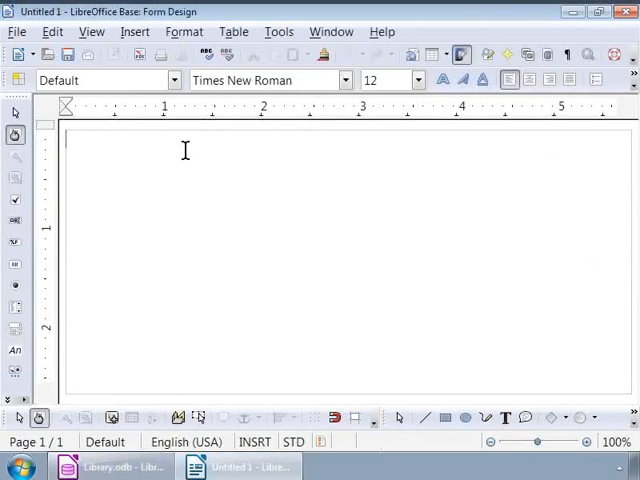 Untitled 1 - LibreOffice Base: Form Design
File Edit View Insert Format Table Tools Window Help
Default Times New Roman 12
1 2 3 4 5
1
2
Page 1 / 1 Default English (USA) INSRT STD 100%
Library.odb - Libr... Untitled 1 - Libre...